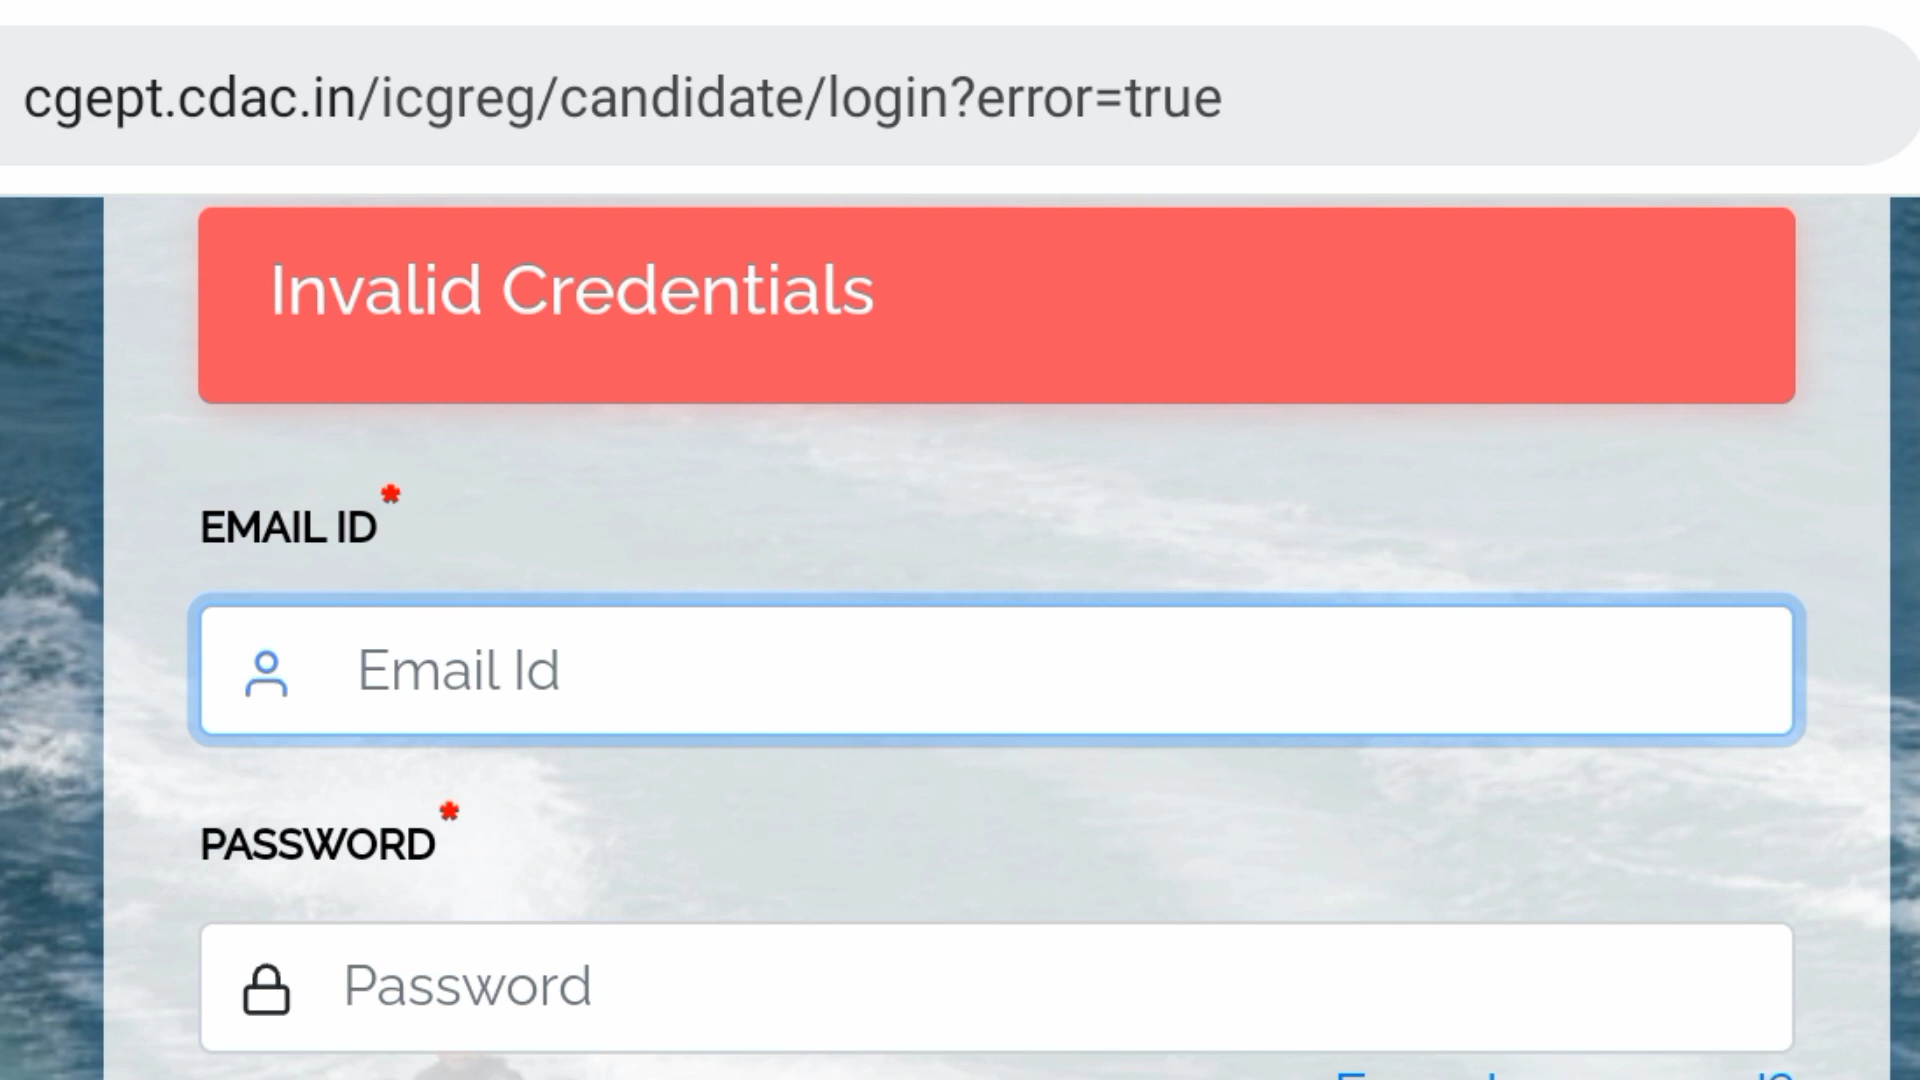 cgept.cdac.in/icgreg/candidate/login?error=true
Invalid Credentials
EMAIL ID*
Email Id
PASSWORD*
Password